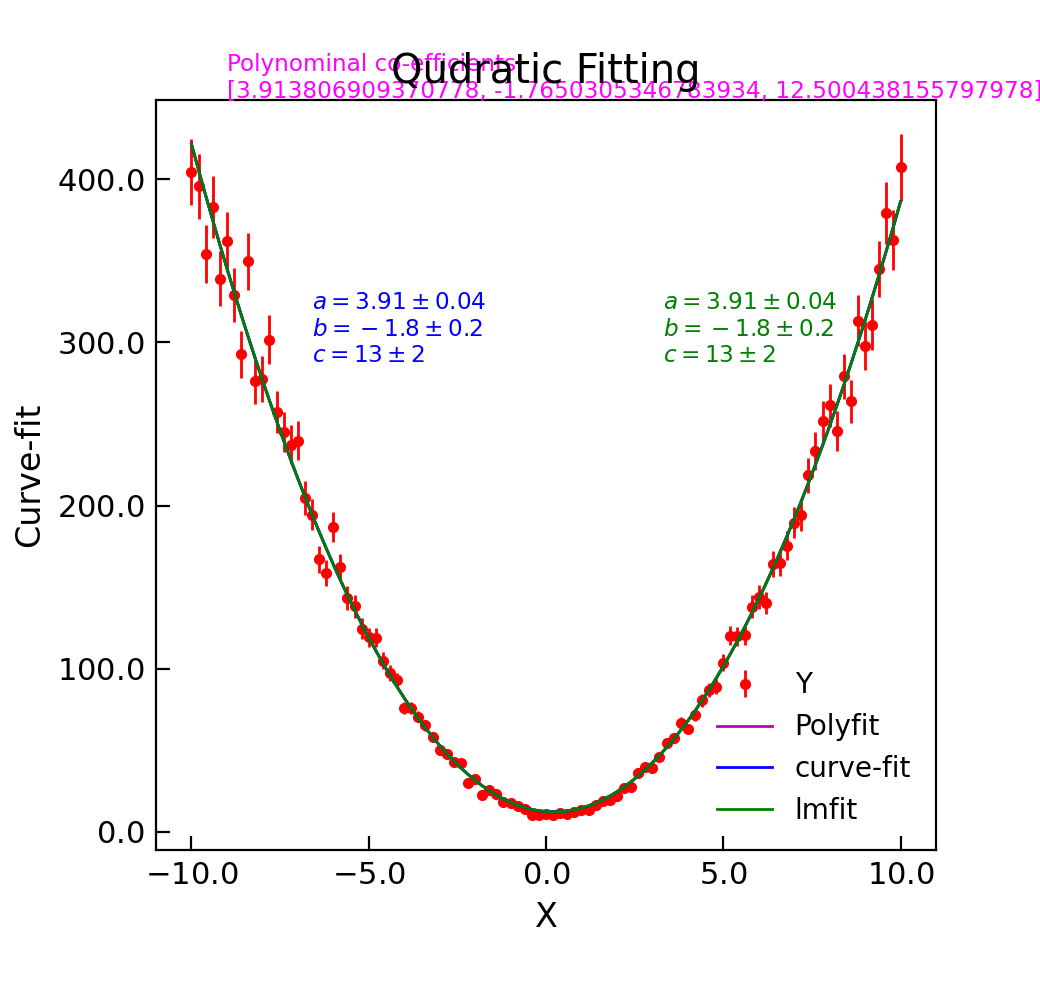 Polynominal co-efficients
Qudratic Fitting
[3.913806909370778, -1.7650305346783934, 12.500438155797978]
400.0
300.0
200.0
100.0
0.0
Curve-fit
a = 3.91 ± 0.04
b = −1.8 ± 0.2
c = 13 ± 2
a = 3.91 ± 0.04
b = −1.8 ± 0.2
c = 13 ± 2
Y
Polyfit
curve-fit
lmfit
−10.0 −5.0 0.0 5.0 10.0
X